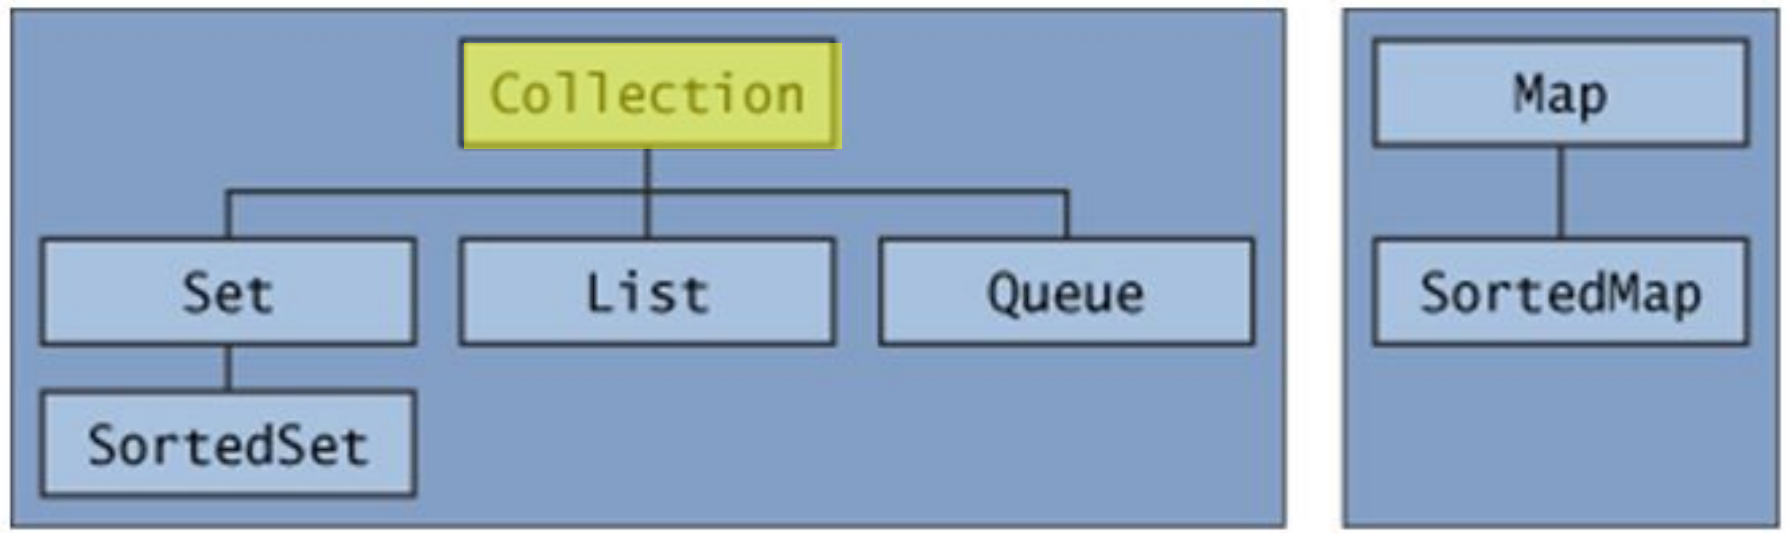 Collection
Map
Set
List
Queue
SortedMap
SortedSet